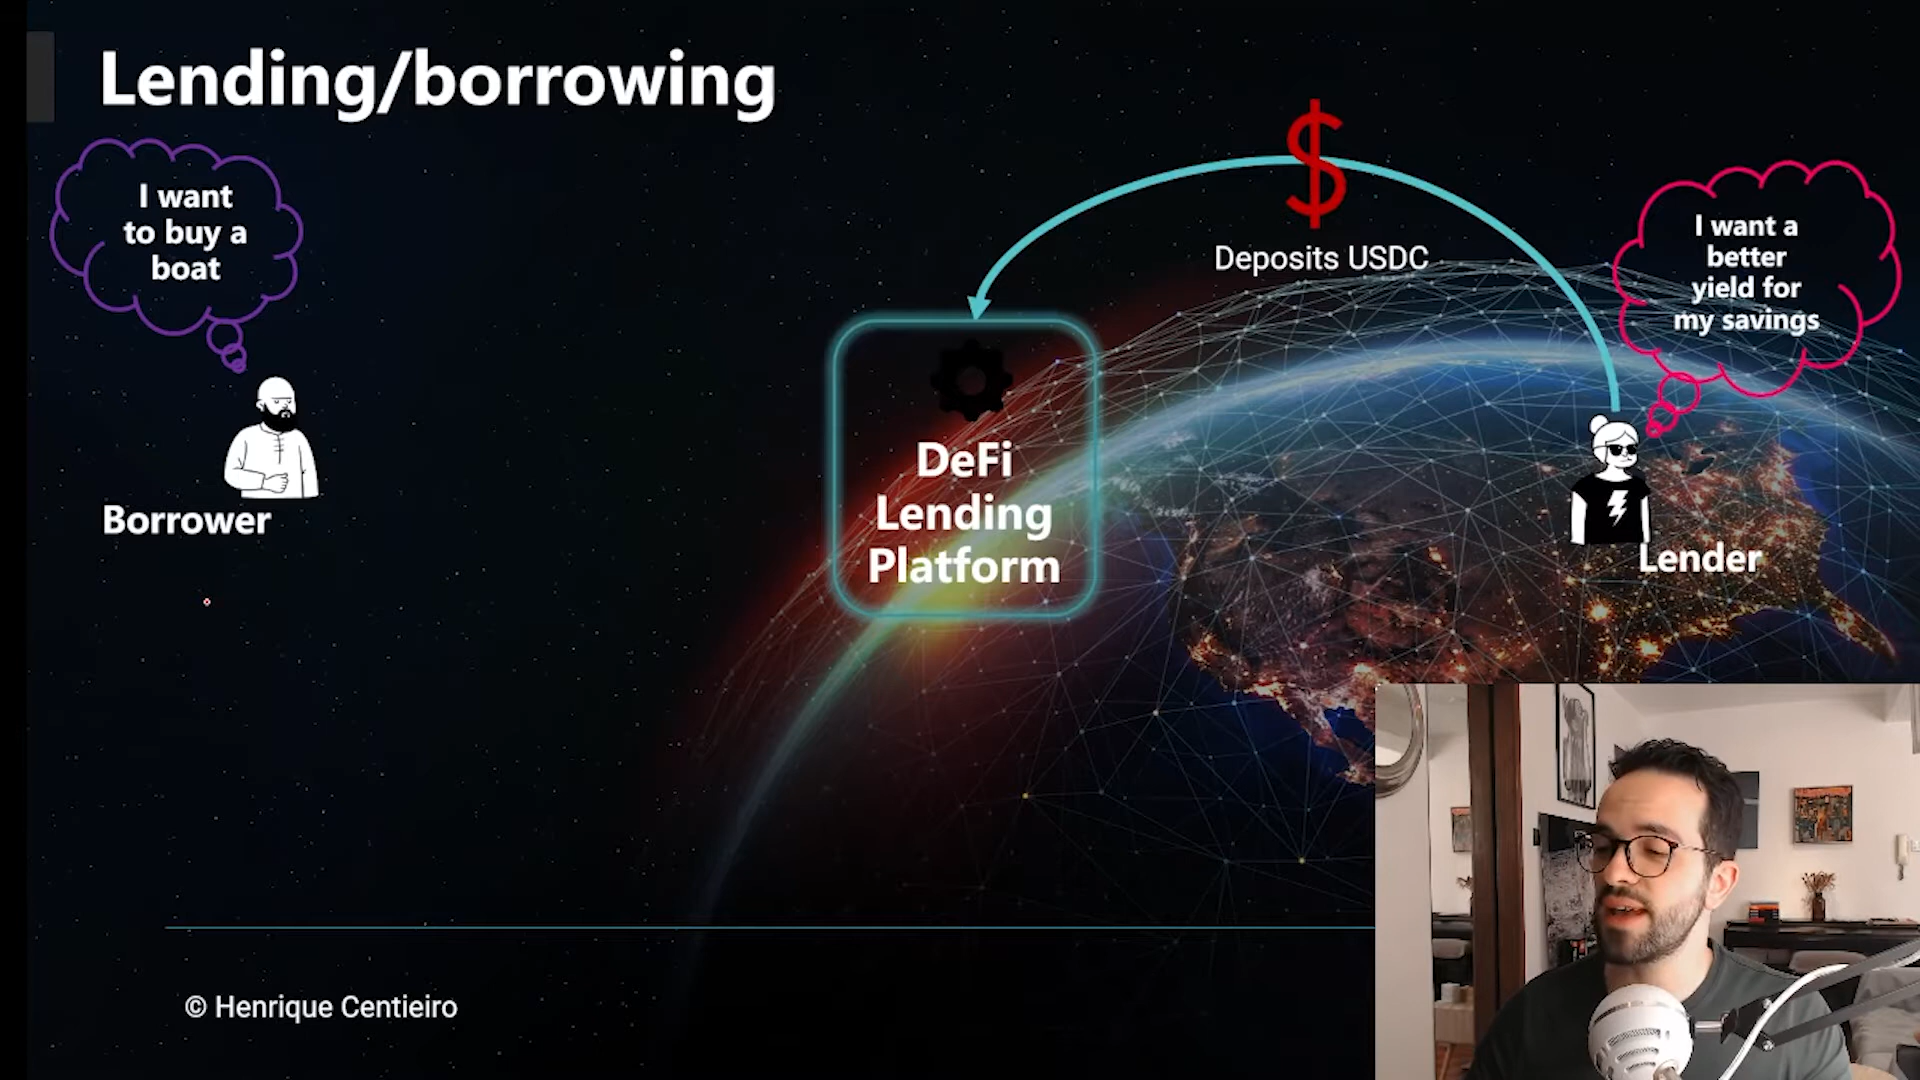 Lending/borrowing
I want
to buy a
boat
Borrower
Deposits USDC
DeFi
Lending
Platform
I want a
better
yield for
my savings
Lender
© Henrique Centieiro